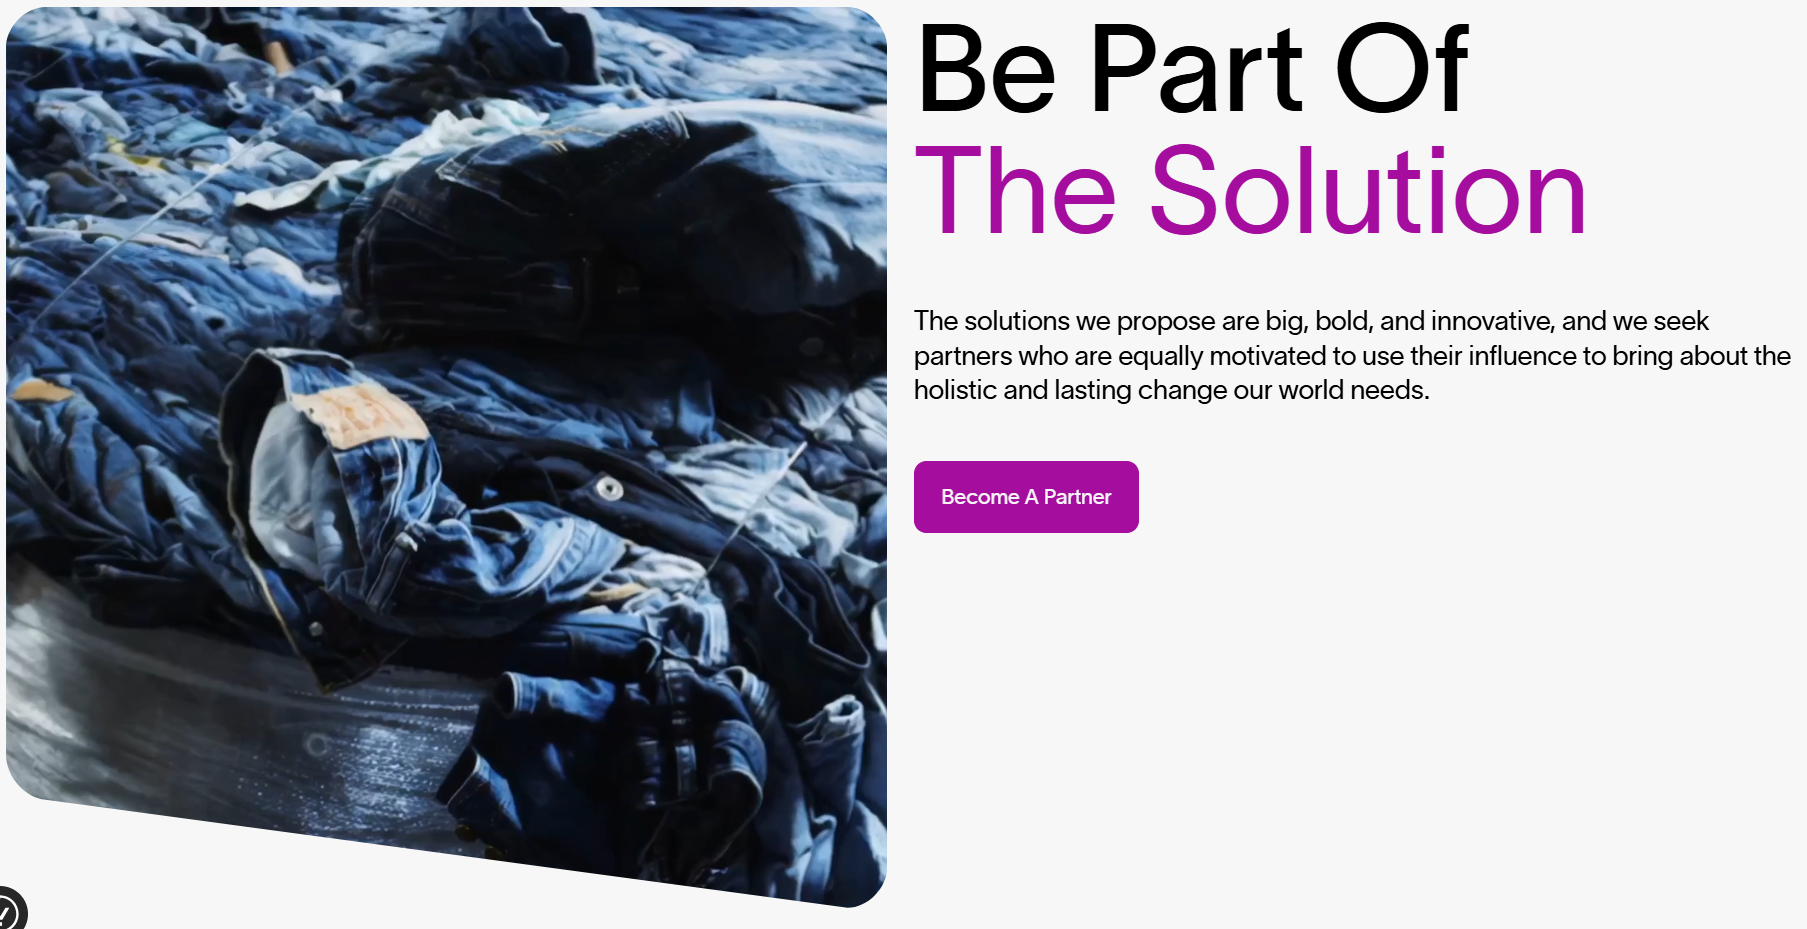 Be Part Of
The Solution
The solutions we propose are big, bold, and innovative, and we seek
partners who are equally motivated to use their influence to bring about the
holistic and lasting change our world needs.
Become A Partner